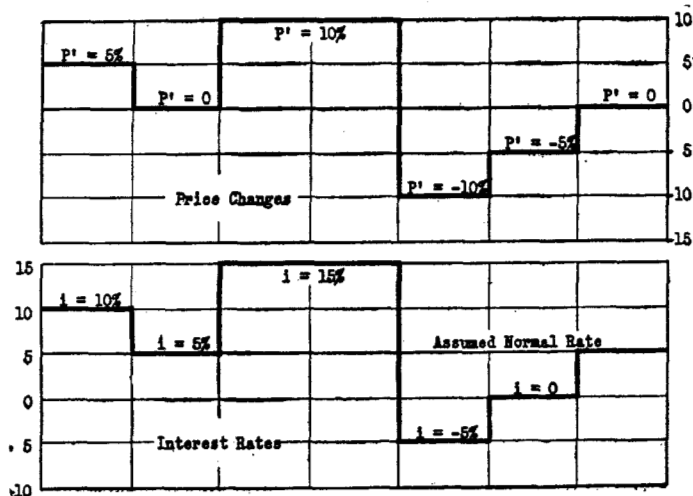 10
P' = 10%
P' = 5%
5
P' = 0
P' = 0
0
P' = -5%
5
P' = -10%
Price Changes
10
15
15
i = 15%
i = 10%
10
i = 5%
Assumed Normal Rate
5
i = 0
0
i = -5%
5
Interest Rates
10